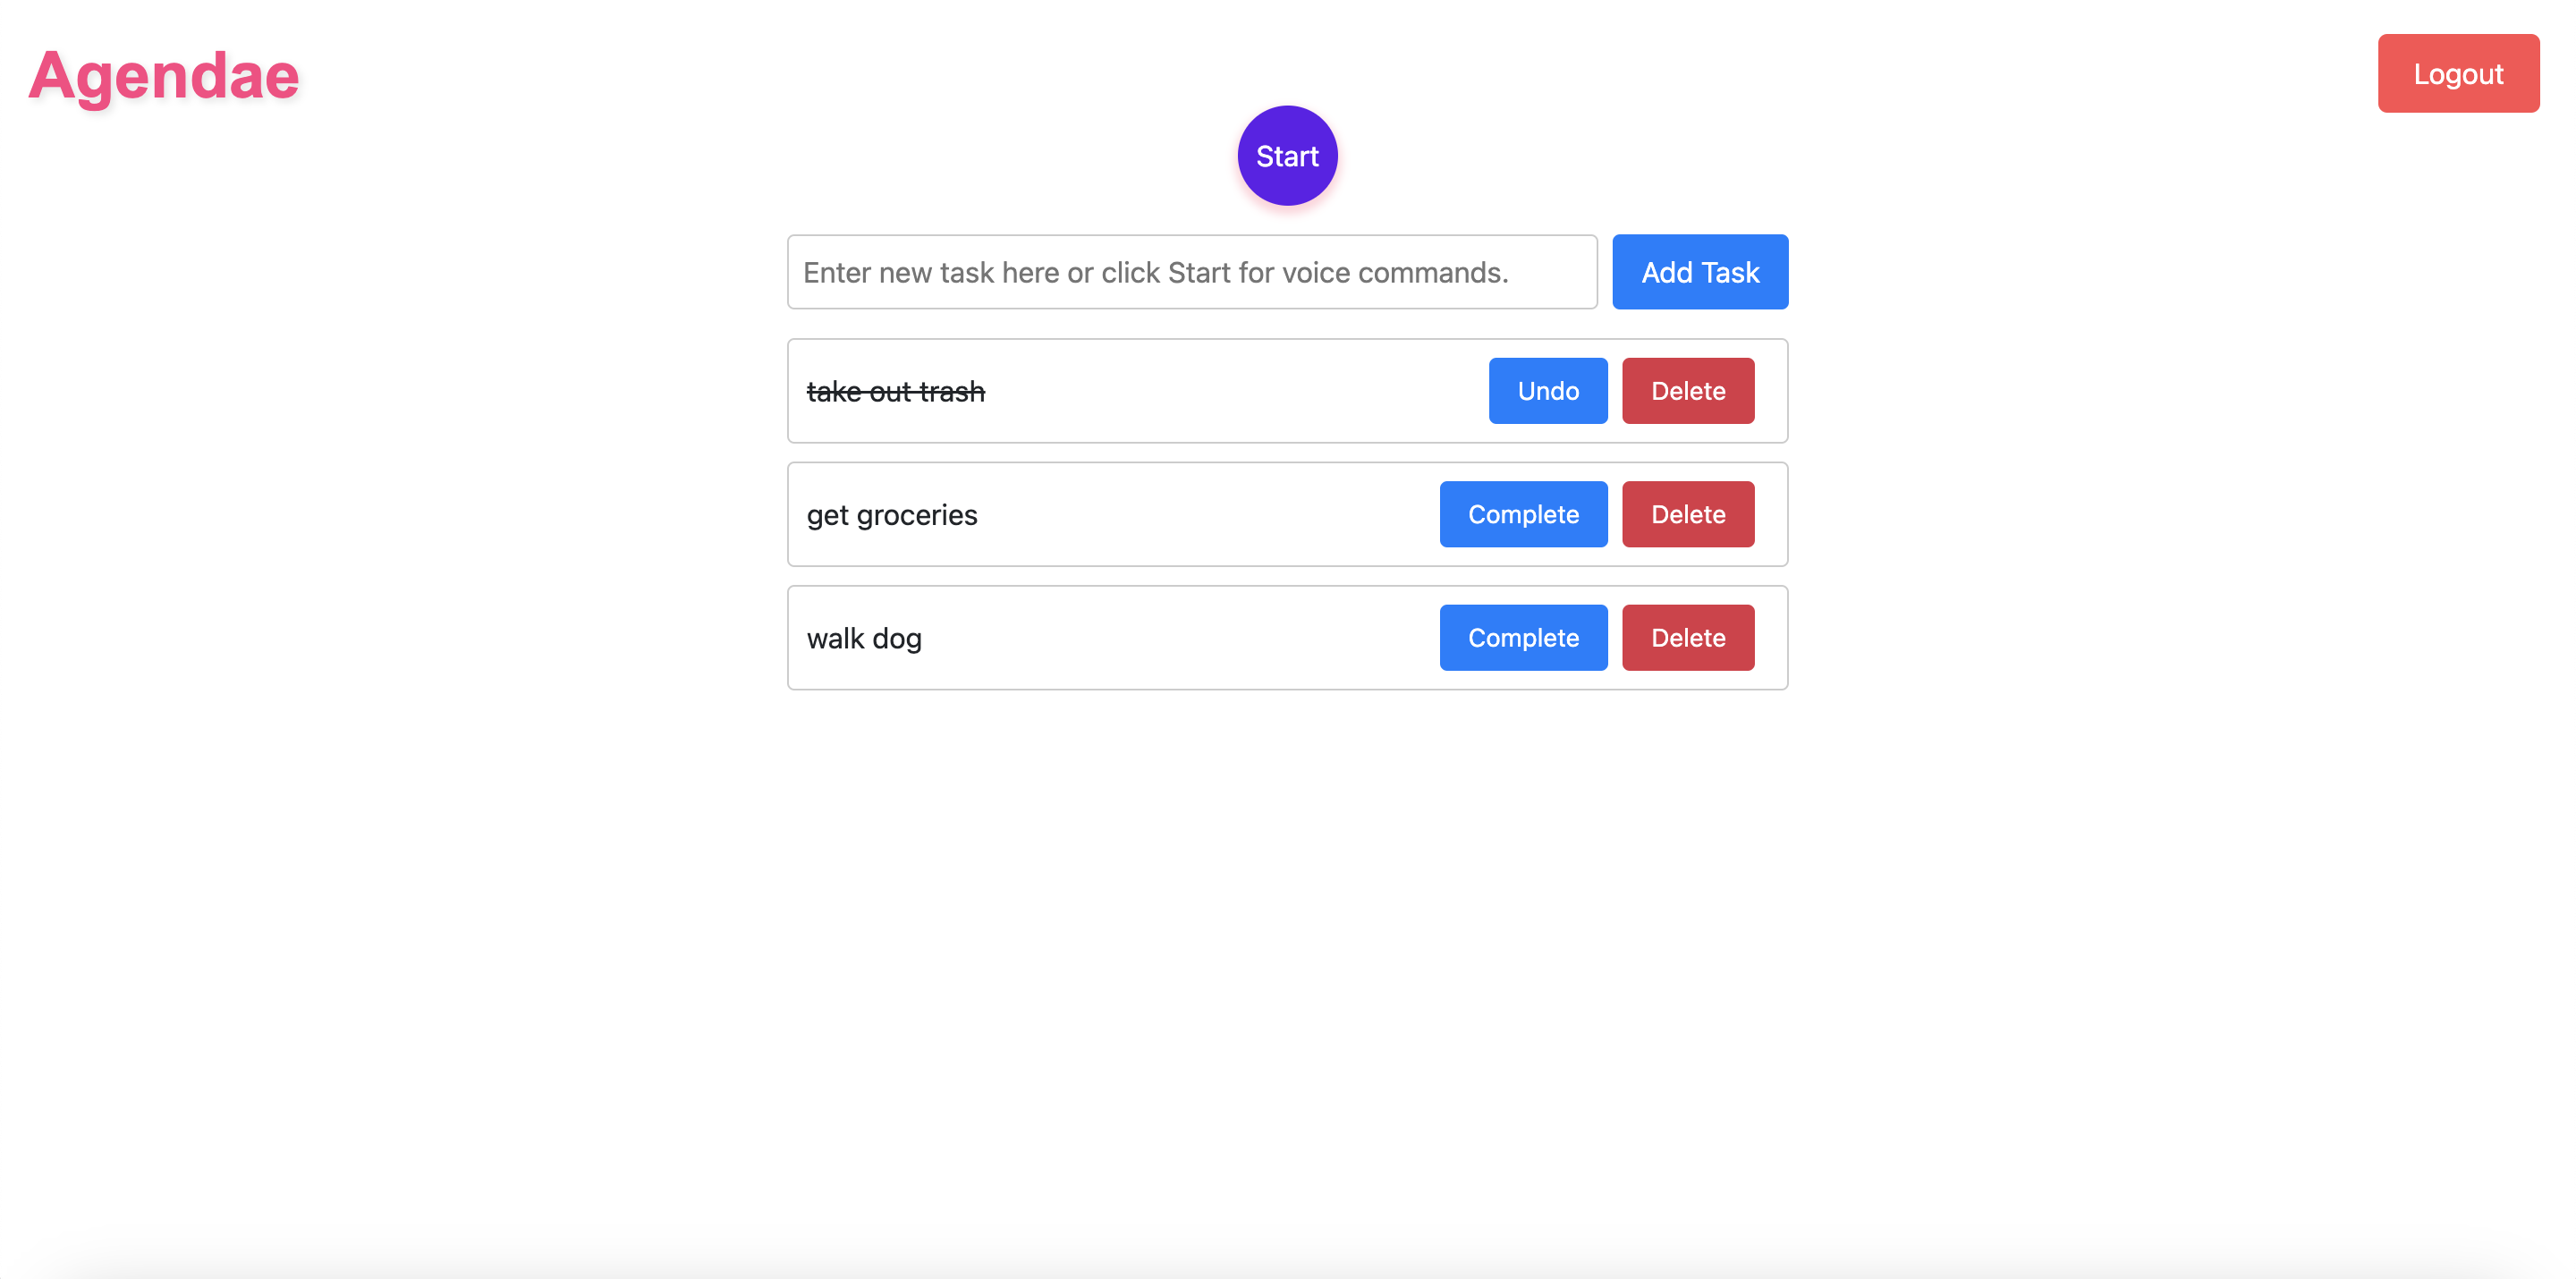 Agendae
Logout
Start
Enter new task here or click Start for voice commands.
Add Task
take out trash
Undo
Delete
get groceries
Complete
Delete
walk dog
Complete
Delete